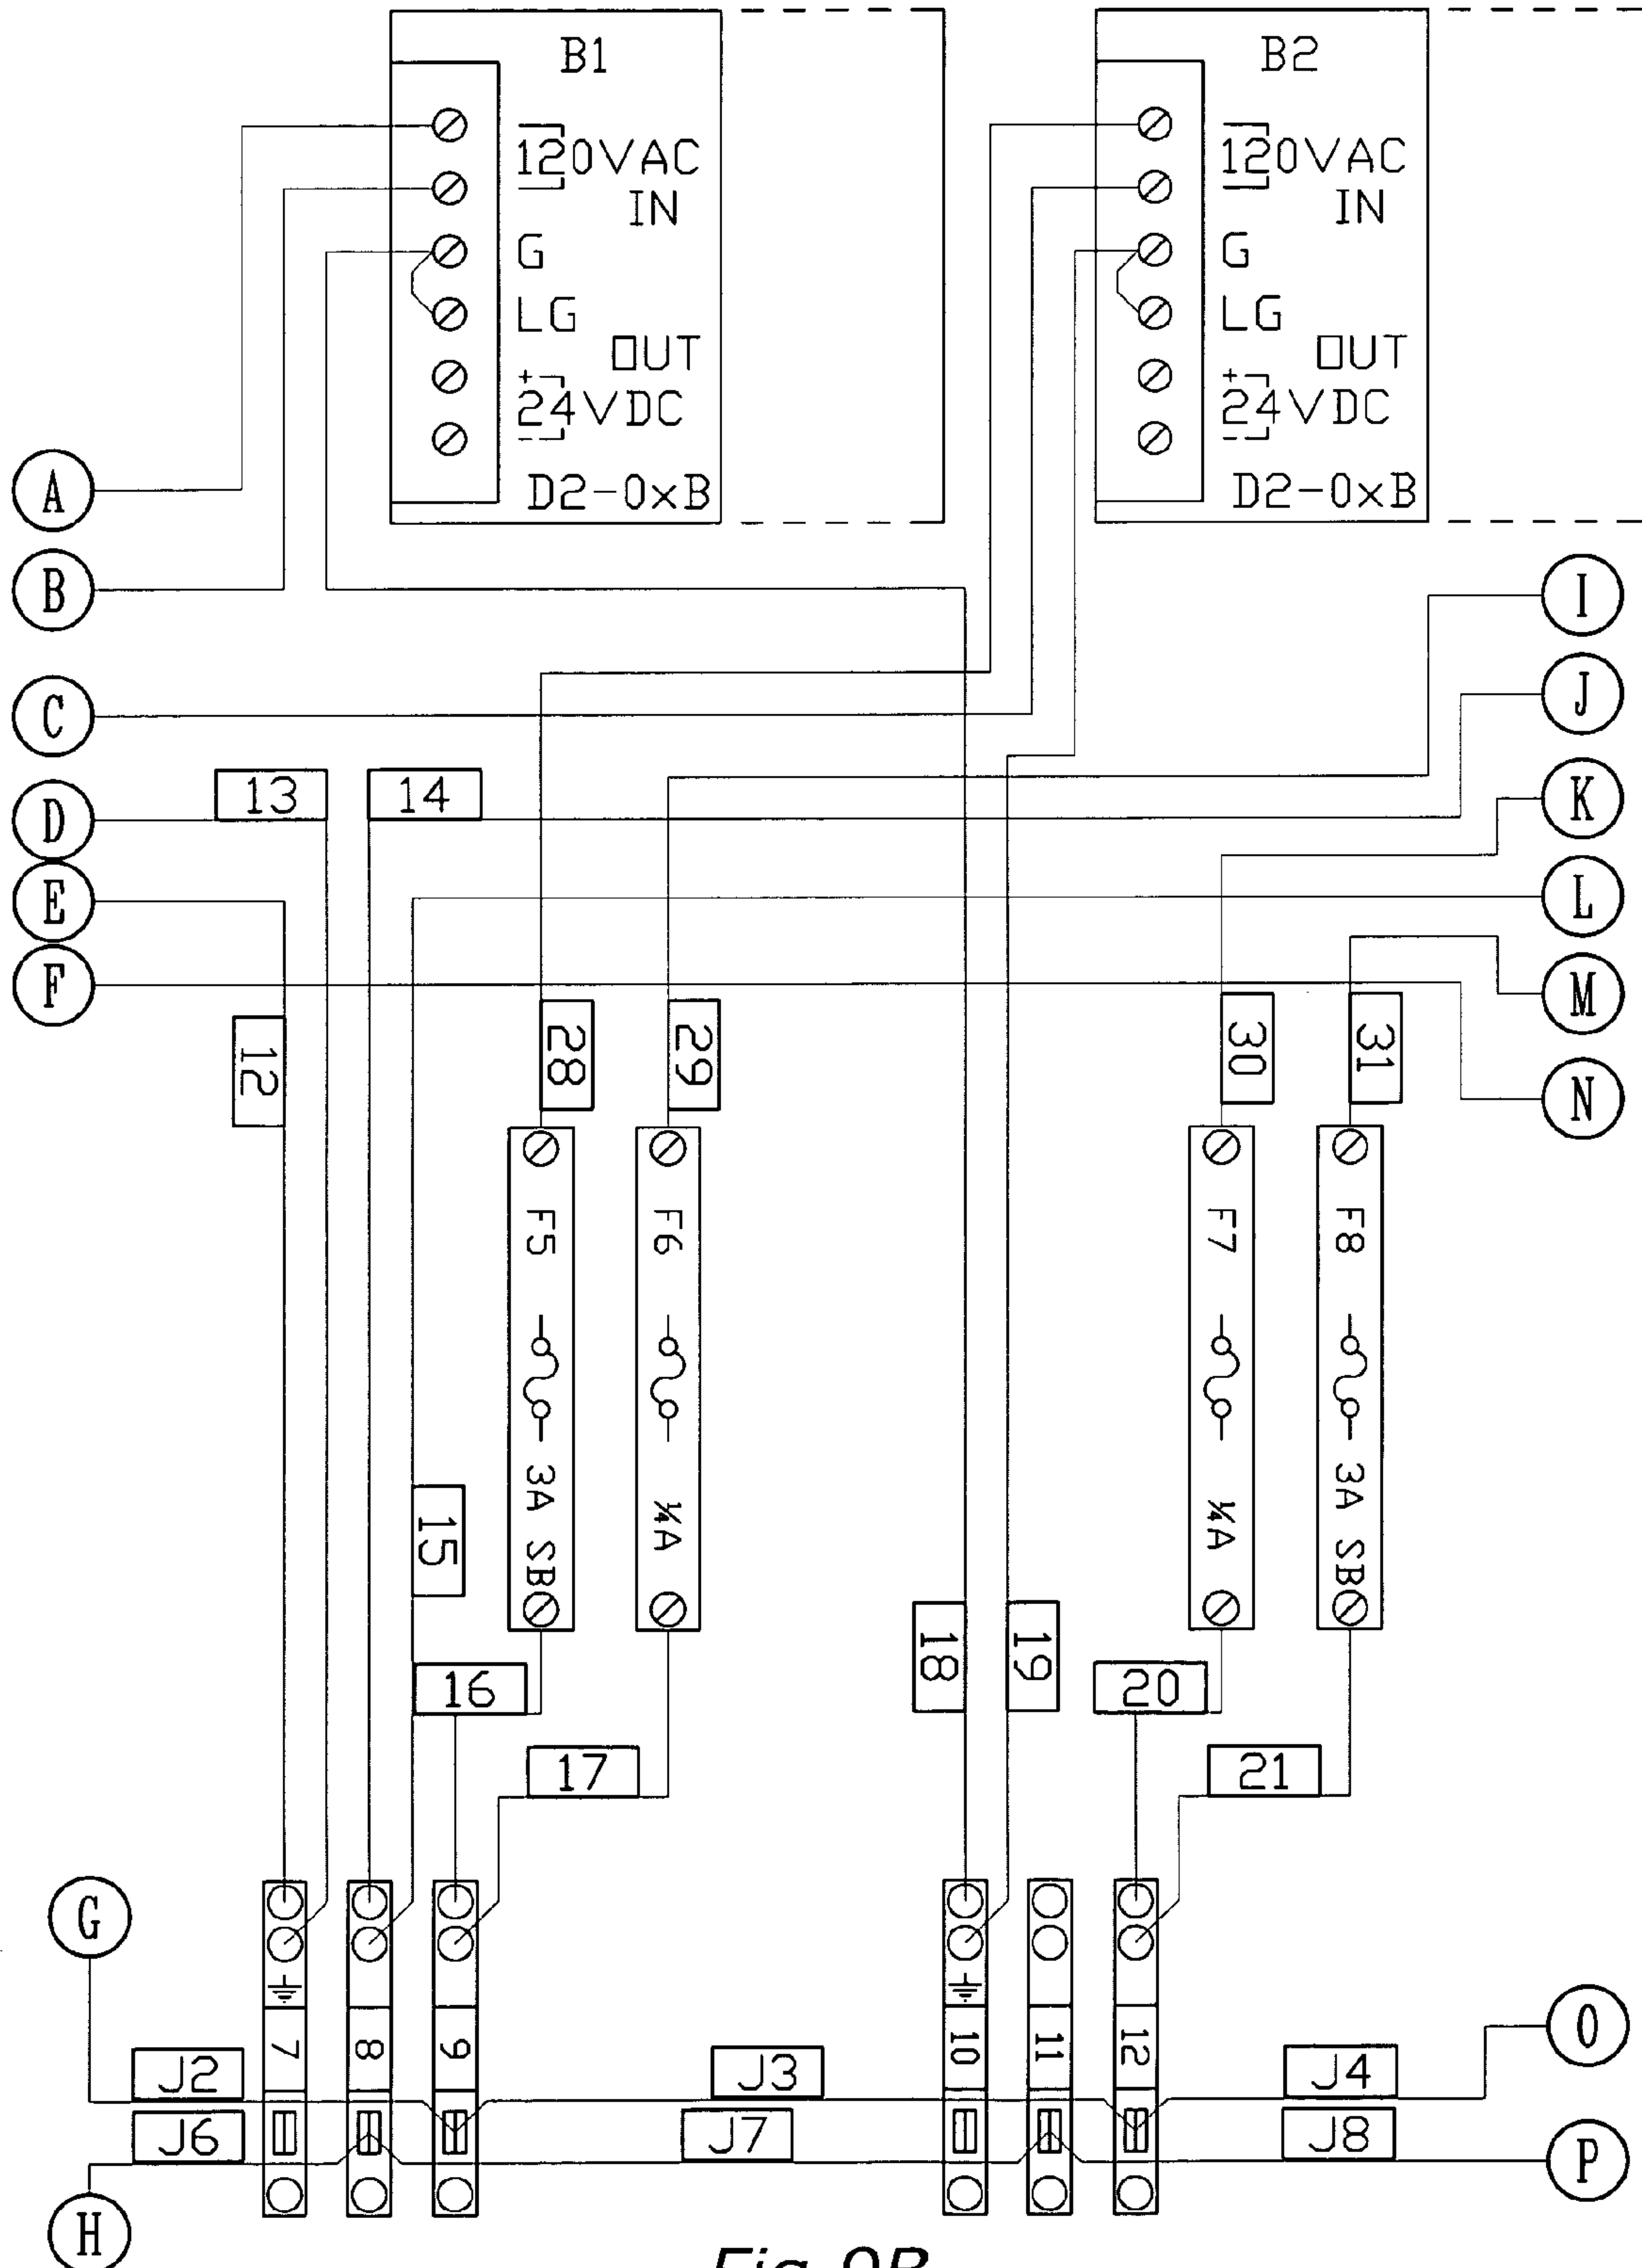 B1
120VAC
IN
G
LG
OUT
+
24VDC
-
D2-0xB
B2
120VAC
IN
G
LG
OUT
+
24VDC
-
D2-0xB
A
B
C
D
E
F
I
J
K
L
M
N
13
14
12
28
29
30
31
F5
3A SB
F6
¼A
F7
¼A
F8
3A SB
15
16
17
18
19
20
21
G
H
7
8
9
10
11
12
J2
J3
J4
J6
J7
J8
O
P
Fig 9B